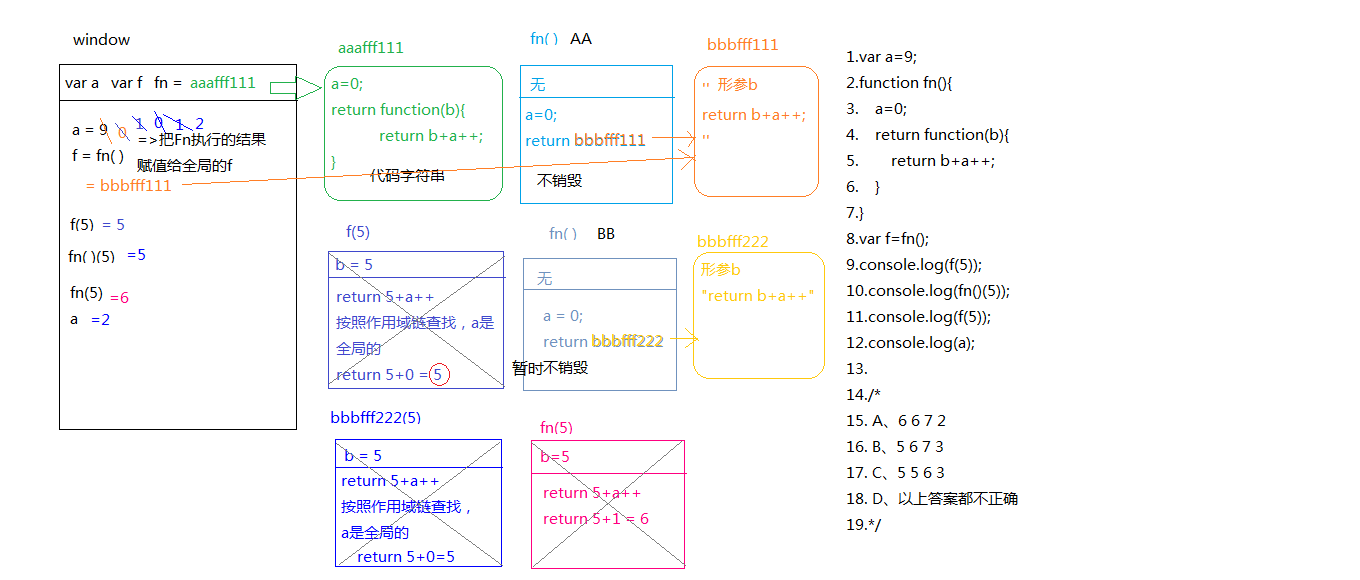 window
var a var f fn = aaafff111
a = 9 0 1 0 1 2
=>把Fn执行的结果
赋值给全局的f
f = fn( )
= bbbfff111
f(5) = 5
fn( )(5) =5
fn(5) =6
a =2
aaafff111
a=0;
return function(b){
return b+a++;
}
代码字符串
fn( ) AA
无
a=0;
return bbbfff111
不销毁
bbbfff111
" 形参b
return b+a++;
"
f(5)
b = 5
return 5+a++
按照作用域链查找，a是
全局的
return 5+0 = 5
fn( ) BB
无
a = 0;
return bbbfff222
暂时不销毁
bbbfff222
形参b
"return b+a++"
bbbfff222(5)
b = 5
return 5+a++
按照作用域链查找，
a是全局的
return 5+0=5
fn(5)
b=5
return 5+a++
return 5+1 = 6
1.var a=9;
2.function fn(){
3. a=0;
4. return function(b){
5. return b+a++;
6. }
7.}
8.var f=fn();
9.console.log(f(5));
10.console.log(fn()(5));
11.console.log(f(5));
12.console.log(a);
13.
14./*
15. A、6 6 7 2
16. B、5 6 7 3
17. C、5 5 6 3
18. D、以上答案都不正确
19.*/